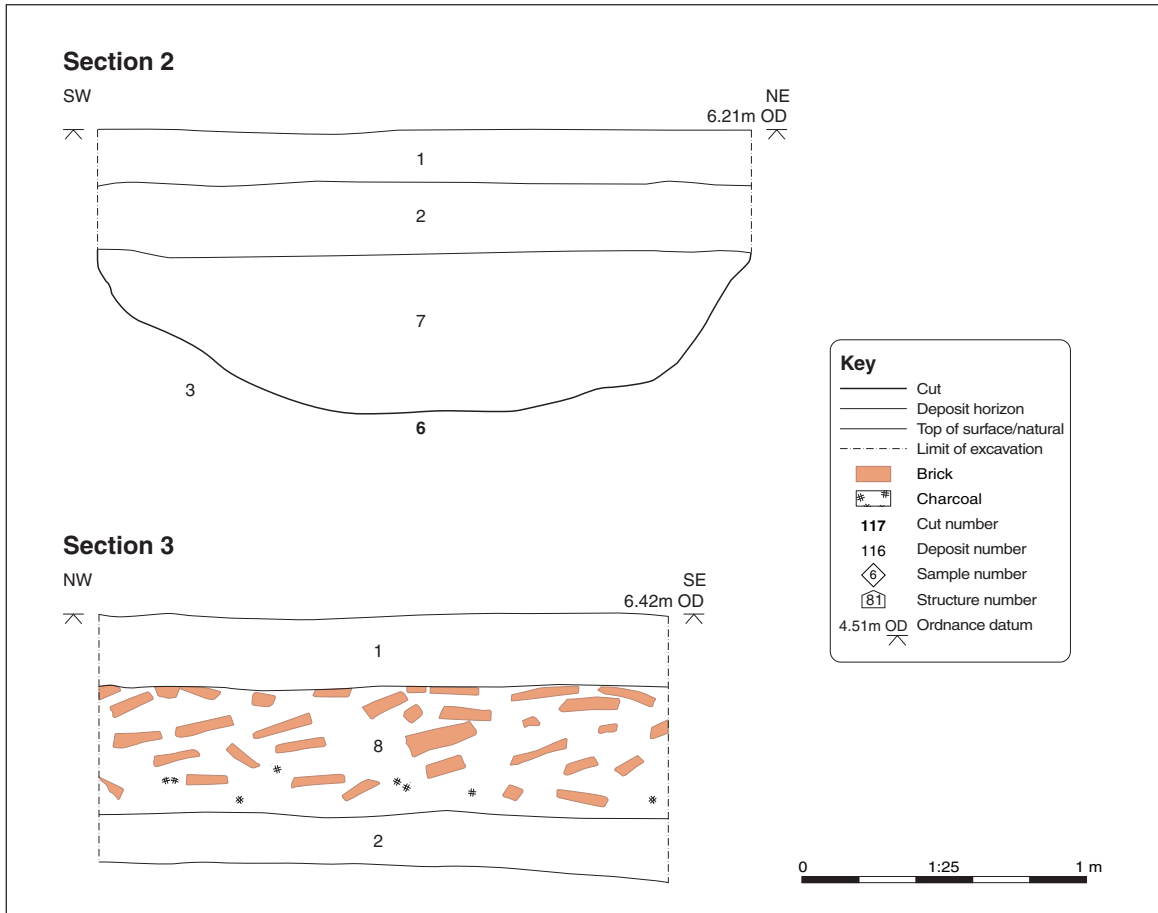 Section 2
SW
NE
6.21m OD
1
2
7
3
6
Section 3
NW
SE
6.42m OD
1
8
2
Key
Cut
Deposit horizon
Top of surface/natural
Limit of excavation
Brick
Charcoal
117 Cut number
116 Deposit number
6 Sample number
81 Structure number
4.51m OD Ordnance datum
0 1:25 1 m